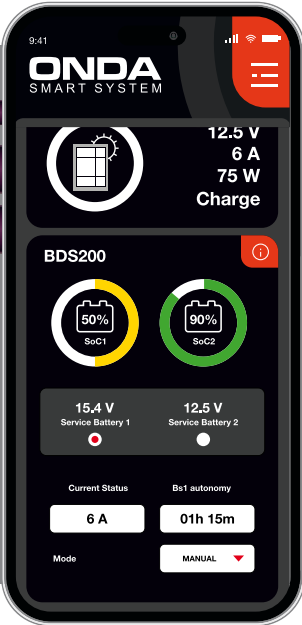 9:41
ONDA
SMART SYSTEM
12.5 V
6 A
75 W
Charge
BDS200
50%
SoC1
90%
SoC2
15.4 V
Service Battery 1
12.5 V
Service Battery 2
Current Status
Bs1 autonomy
6 A
01h 15m
Mode
MANUAL